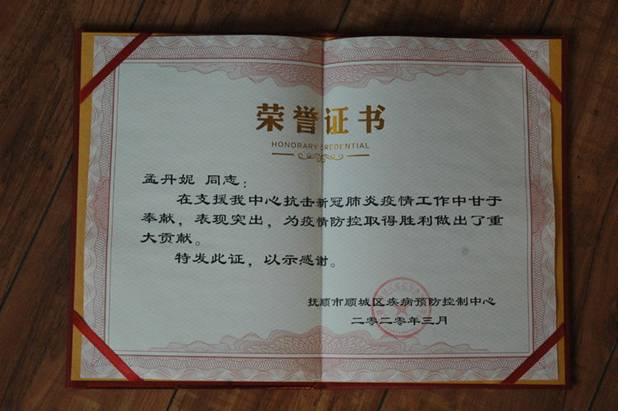 荣誉证书
HONORARY CREDENTIAL
孟丹妮 同志：
在支援我中心抗击新冠肺炎疫情工作中甘于
奉献，表现突出，为疫情防控取得胜利做出了重
大贡献。
特发此证，以示感谢。
抚顺市顺城区疾病预防控制中心
二零二零年三月